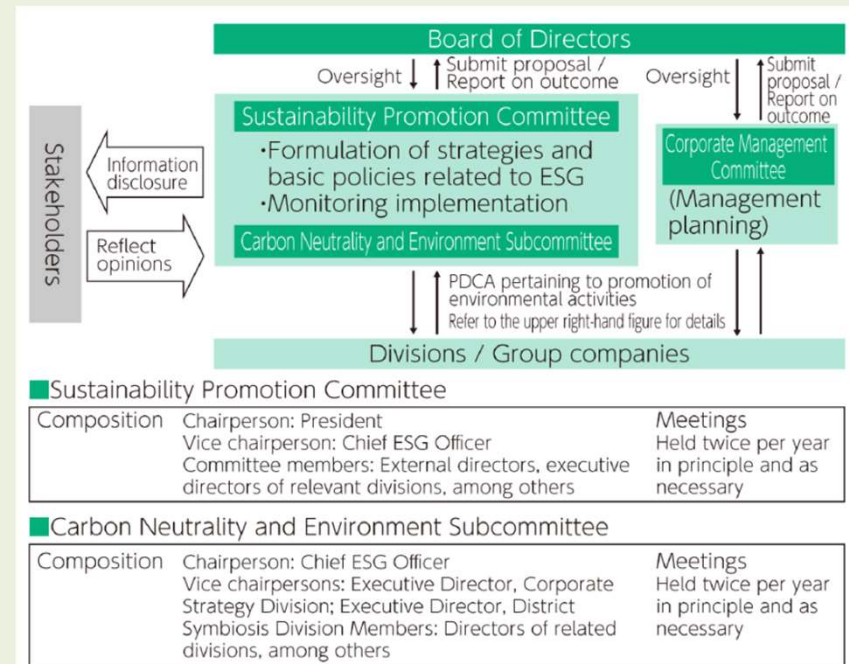 Board of Directors
Oversight
Submit proposal /
Report on outcome
Oversight
Submit
proposal /
Report on
outcome
Stakeholders
Information
disclosure
Reflect
opinions
Sustainability Promotion Committee
・Formulation of strategies and
basic policies related to ESG
・Monitoring implementation
Carbon Neutrality and Environment Subcommittee
Corporate Management
Committee
(Management
planning)
PDCA pertaining to promotion of
environmental activities
Refer to the upper right-hand figure for details
Divisions / Group companies
■Sustainability Promotion Committee
Composition
Chairperson: President
Vice chairperson: Chief ESG Officer
Committee members: External directors, executive
directors of relevant divisions, among others
Meetings
Held twice per year
in principle and as
necessary
■Carbon Neutrality and Environment Subcommittee
Composition
Chairperson: Chief ESG Officer
Vice chairpersons: Executive Director, Corporate
Strategy Division; Executive Director, District
Symbiosis Division Members: Directors of related
divisions, among others
Meetings
Held twice per year
in principle and as
necessary